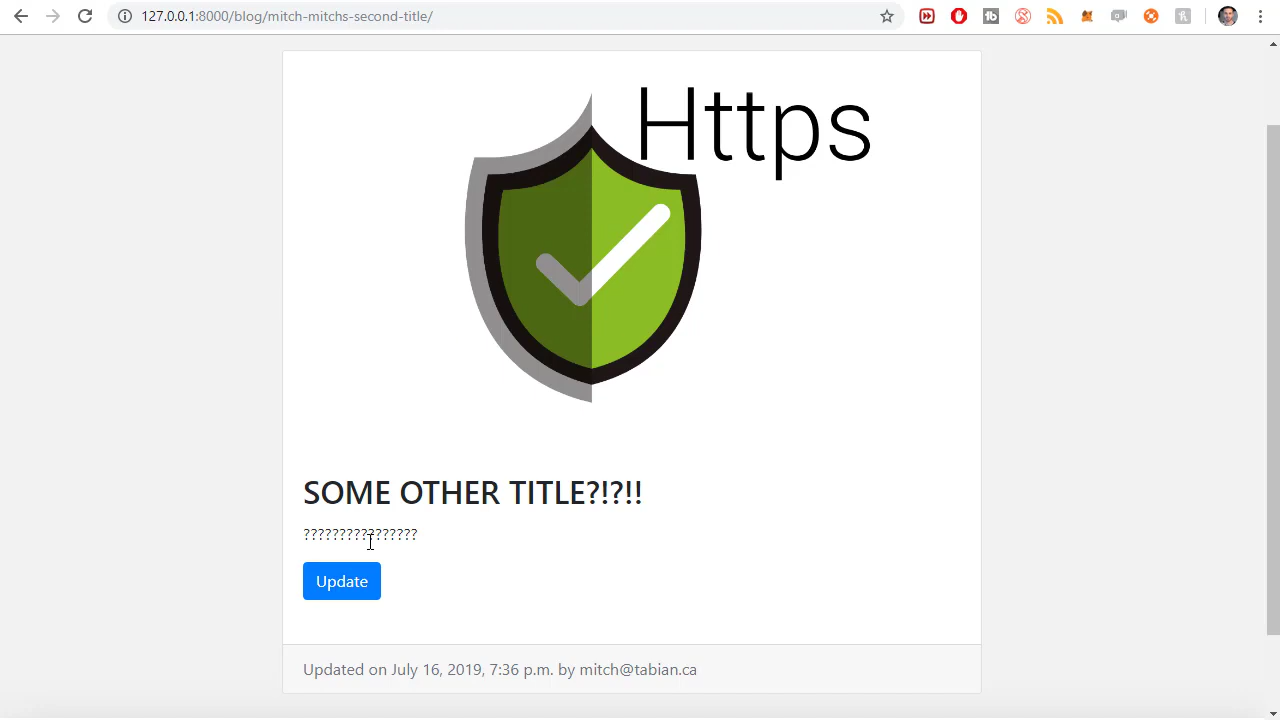 127.0.0.1:8000/blog/mitch-mitchs-second-title/
Https
SOME OTHER TITLE?!?!!
????????????????
Update
Updated on July 16, 2019, 7:36 p.m. by mitch@tabian.ca